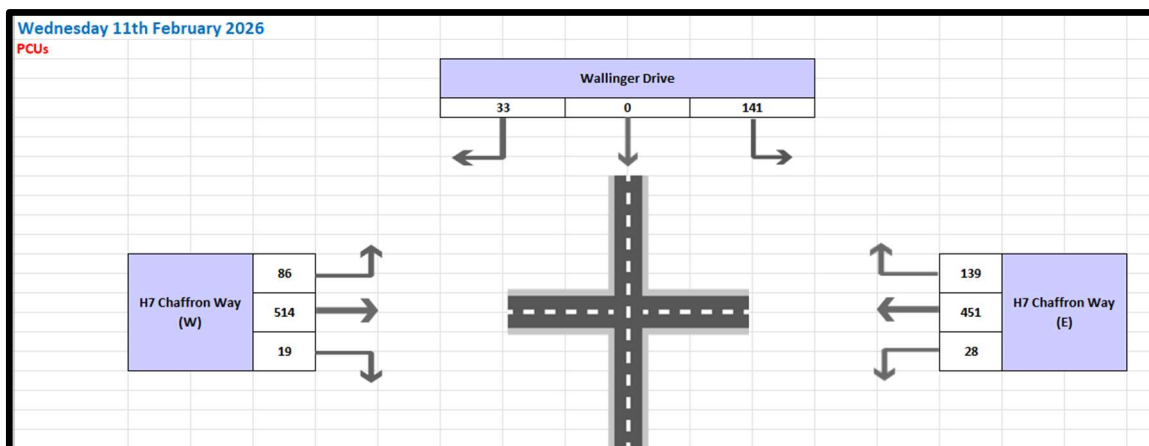 Wednesday 11th February 2026
PCUs
Wallinger Drive
33 0 141
86
H7 Chaffron Way
(W)
514
19
139
451
H7 Chaffron Way
(E)
28